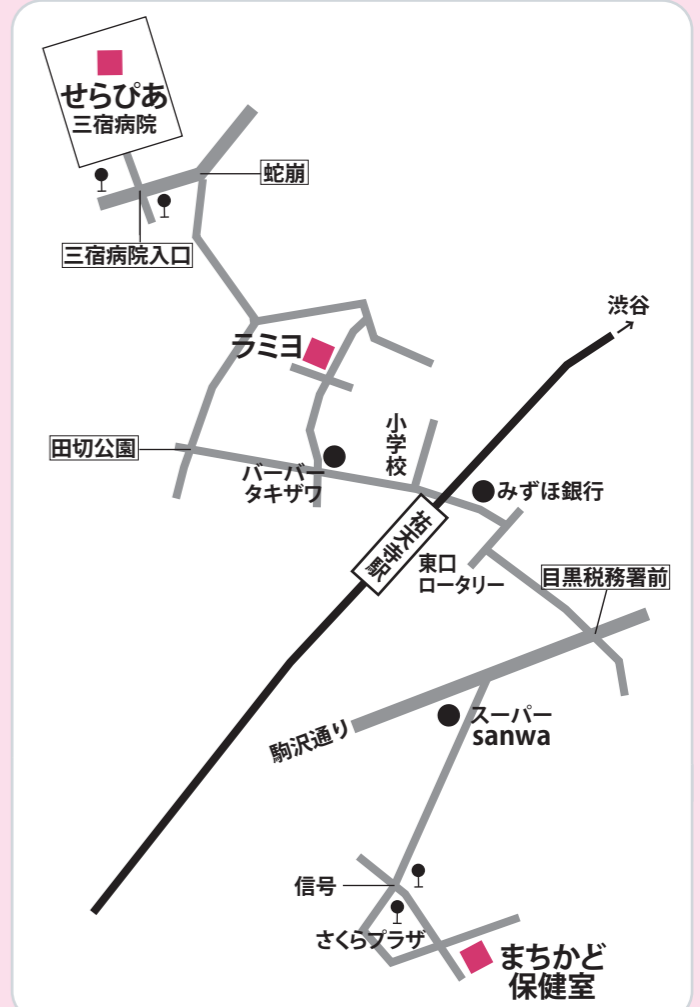 せらぴあ
三宿病院
蛇崩
三宿病院入口
渋谷
ラミヨ
小学校
田切公園
バーバー
タキザワ
みずほ銀行
祐天寺駅
東口
ロータリー
目黒税務署前
スーパー
sanwa
駒沢通り
信号
さくらプラザ
まちかど
保健室